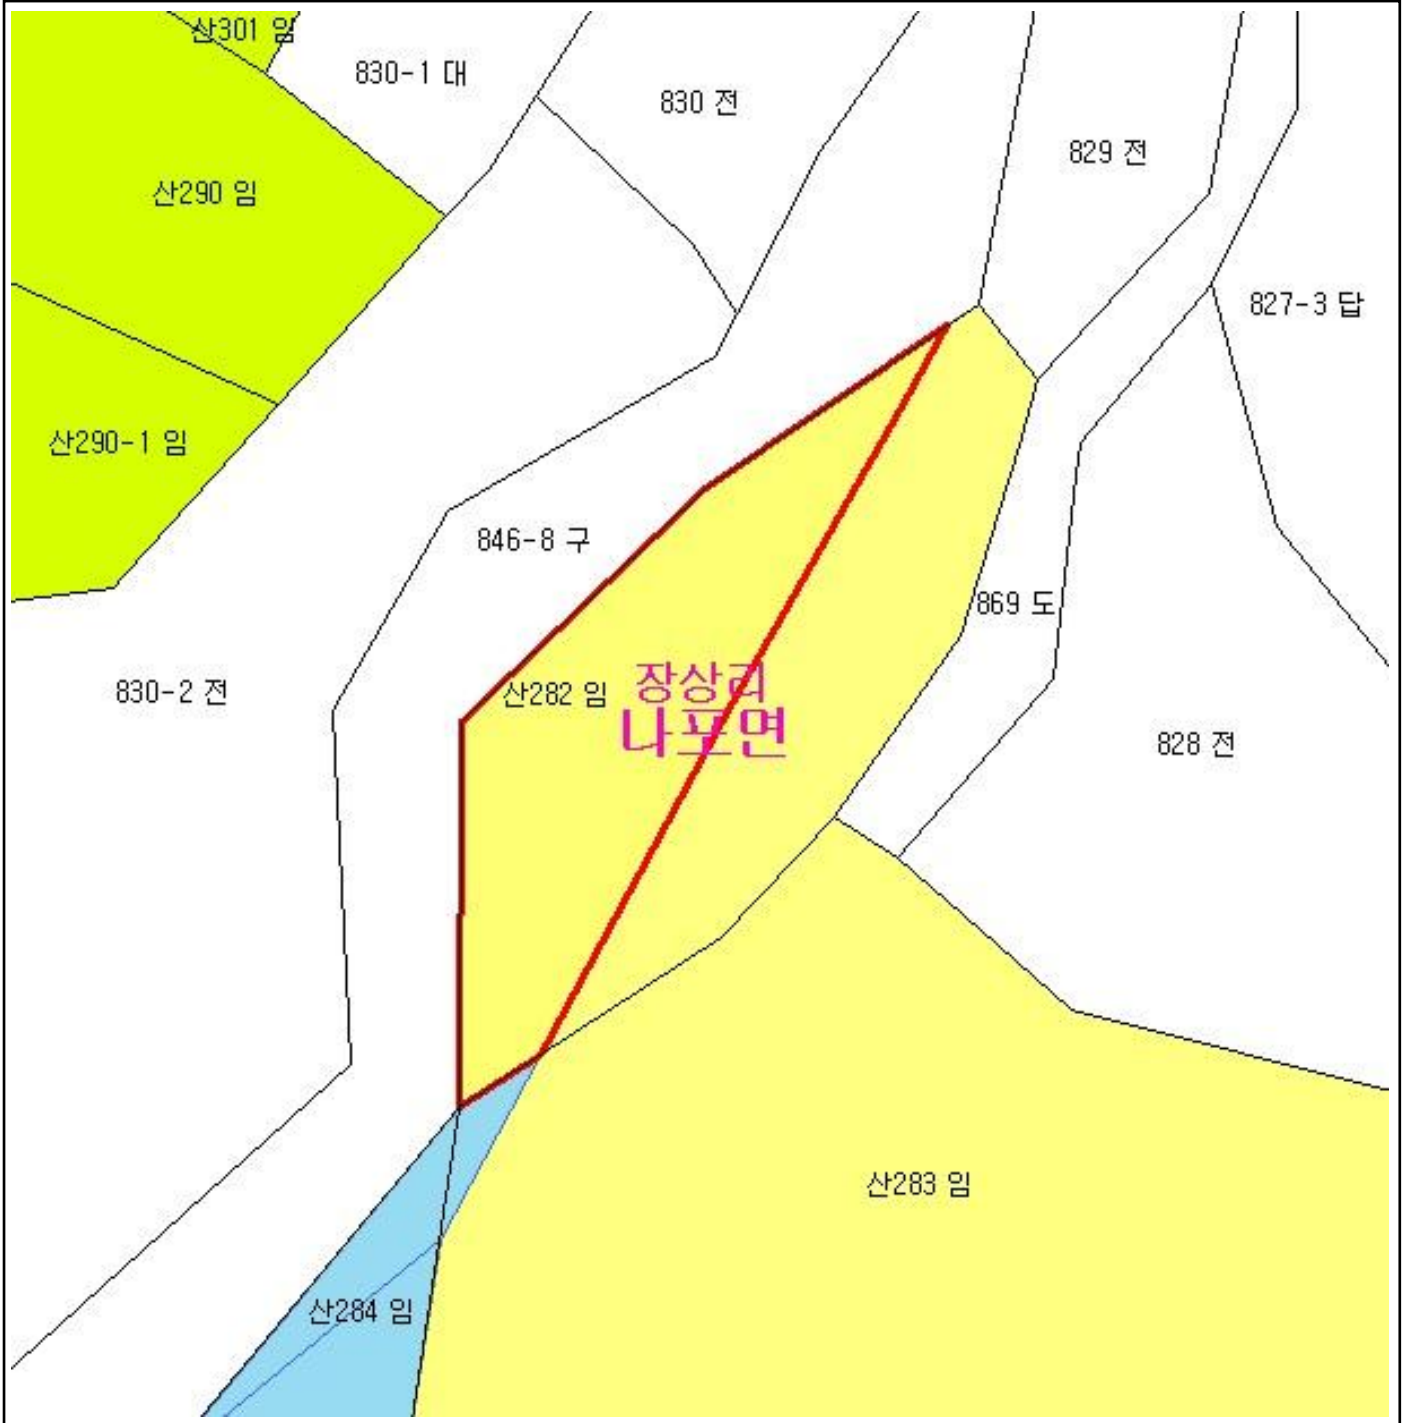 산301 임
830-1 대
830 전
829 전
산290 임
827-3 답
산290-1 임
846-8 구
869 도
장상리
산282 임
830-2 전
나포면
828 전
산283 임
산284 임